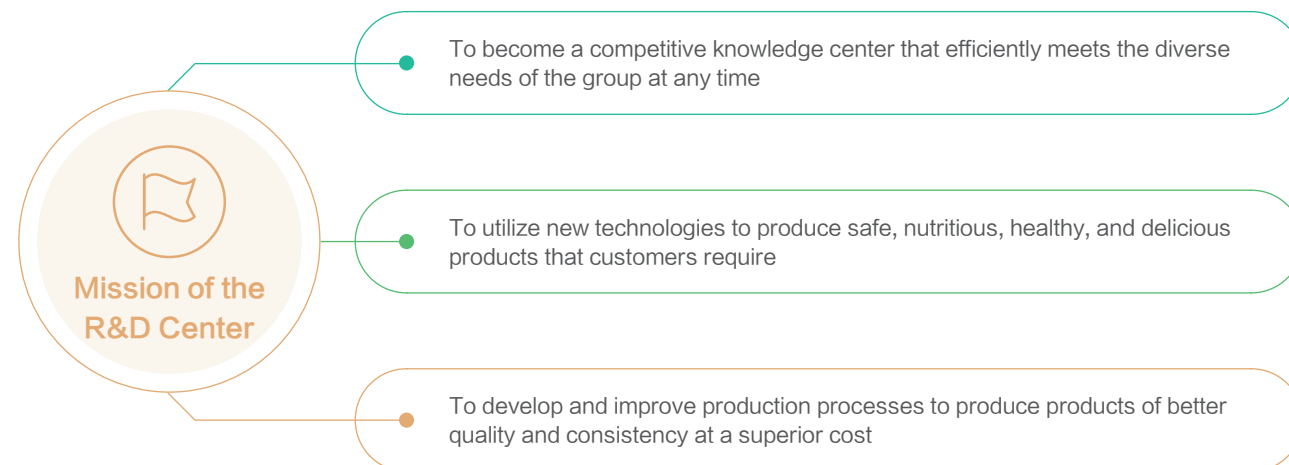 To become a competitive knowledge center that efficiently meets the diverse
needs of the group at any time
Mission of the
R&D Center
To utilize new technologies to produce safe, nutritious, healthy, and delicious
products that customers require
To develop and improve production processes to produce products of better
quality and consistency at a superior cost